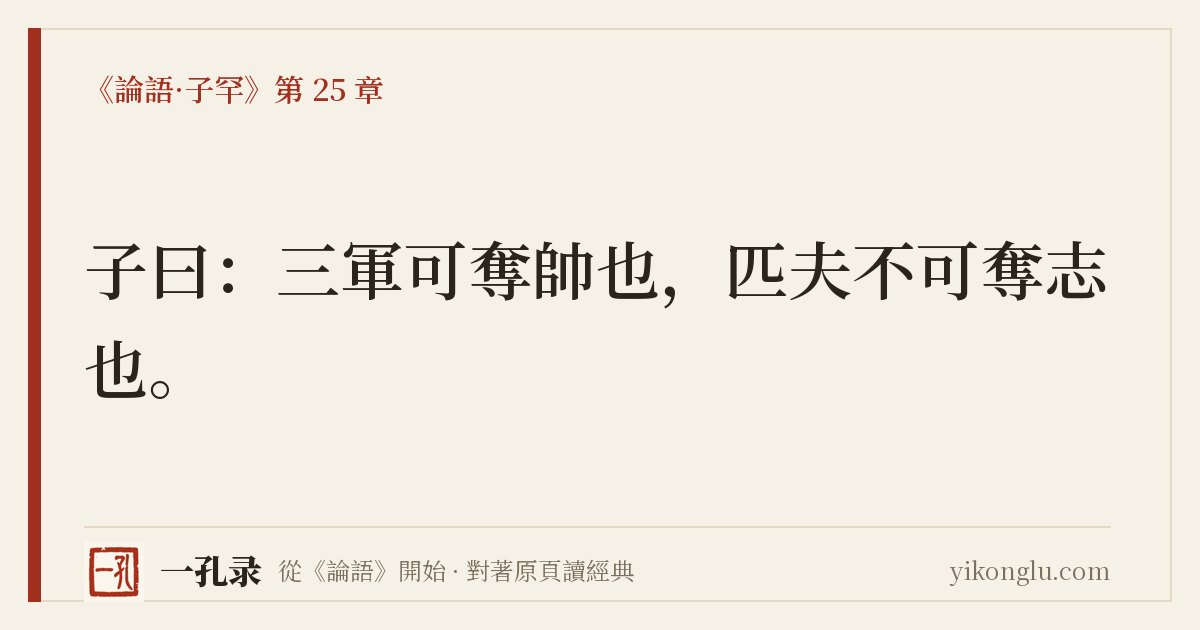 《論語·子罕》第 25 章
子曰：三軍可奪帥也，匹夫不可奪志
也。
一孔
一孔录 從《論語》開始 · 對著原頁讀經典 yikonglu.com